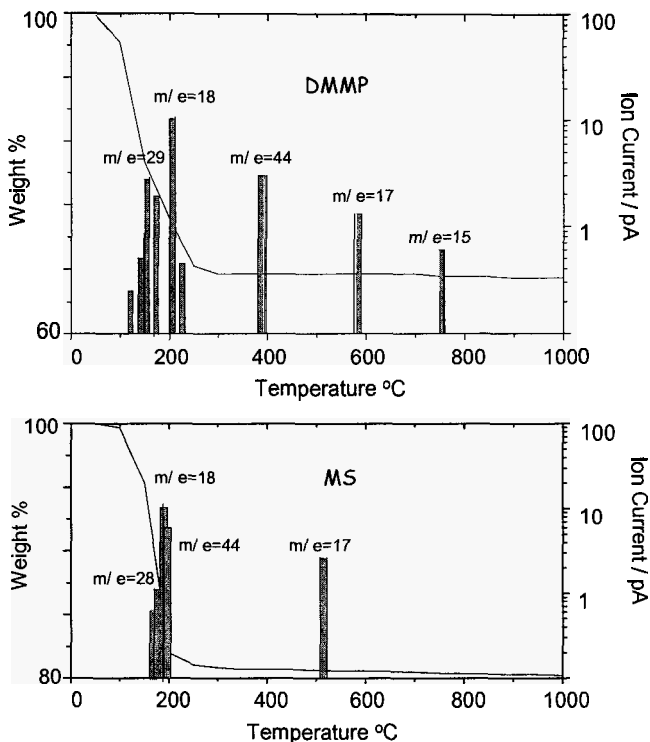 100
100
DMMP
m/ e=18
Ion Current / pA
Weight %
m/ e=29
m/ e=44
10
m/ e=17
m/ e=15
1
60
0
200
400
600
800
1000
Temperature ºC
100
100
MS
m/ e=18
Ion Current / pA
Weight %
10
m/ e=44
m/ e=17
m/ e=28
1
80
0
200
400
600
800
1000
Temperature ºC